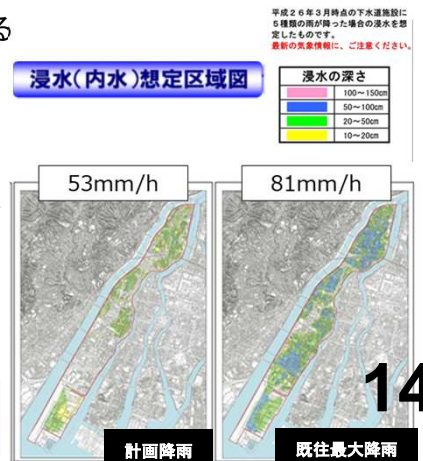 る
平成２６年３月時点の下水道施設に
５種類の雨が降った場合の浸水を想
定したものです。
最新の気象情報に、ご注意ください。
浸水(内水)想定区域図
浸水の深さ
100～150cm
50～100cm
20～50cm
10～20cm
53mm/h
81mm/h
14
計画降雨
既往最大降雨